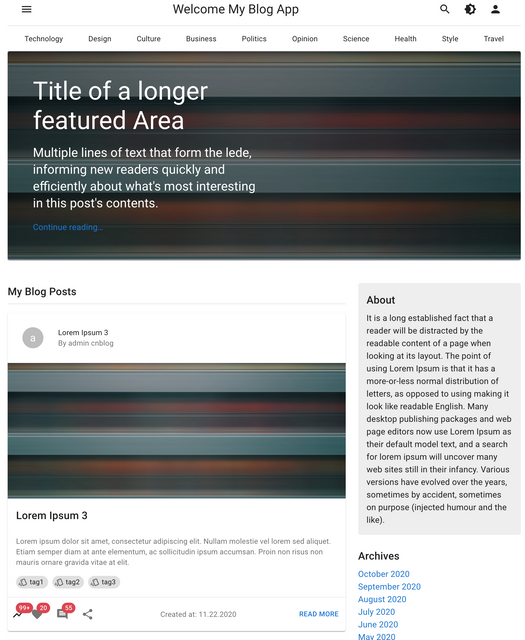 Welcome My Blog App
Technology Design Culture Business Politics Opinion Science Health Style Travel
Title of a longer
featured Area
Multiple lines of text that form the lede,
informing new readers quickly and
efficiently about what's most interesting
in this post's contents.
Continue reading...
My Blog Posts
a
Lorem Ipsum 3
By admin cnblog
Lorem Ipsum 3
Lorem ipsum dolor sit amet, consectetur adipiscing elit. Nullam molestie vel lorem sed aliquet.
Etiam semper diam at ante elementum, ac sollicitudin ipsum accumsan. Proin non risus non
mauris ornare gravida vitae at elit.
tag1 tag2 tag3
99+ 20 55
Created at: 11.22.2020
READ MORE
About
It is a long established fact that a
reader will be distracted by the
readable content of a page when
looking at its layout. The point of
using Lorem Ipsum is that it has a
more-or-less normal distribution of
letters, as opposed to using making it
look like readable English. Many
desktop publishing packages and web
page editors now use Lorem Ipsum as
their default model text, and a search
for lorem ipsum will uncover many
web sites still in their infancy. Various
versions have evolved over the years,
sometimes by accident, sometimes
on purpose (injected humour and the
like).
Archives
October 2020
September 2020
August 2020
July 2020
June 2020
May 2020